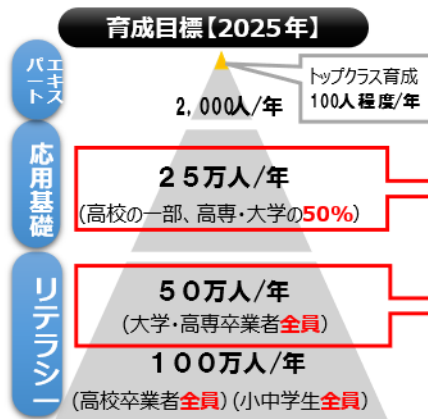 育成目標【2025年】
エキスパート
トップクラス育成
100人程度/年
2,000人/年
応用基礎
25万人/年
(高校の一部、高専・大学の50%)
リテラシー
50万人/年
(大学・高専卒業者全員)
100万人/年
(高校卒業者全員)(小中学生全員)